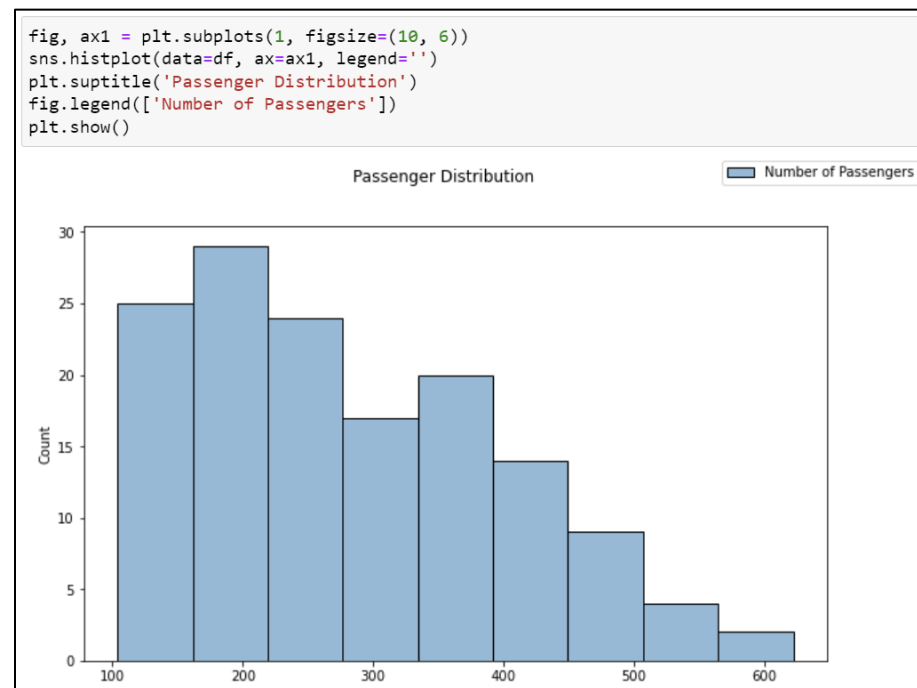 fig, ax1 = plt.subplots(1, figsize=(10, 6))
sns.histplot(data=df, ax=ax1, legend='')
plt.suptitle('Passenger Distribution')
fig.legend(['Number of Passengers'])
plt.show()
Passenger Distribution
Number of Passengers
30
25
20
15
10
5
0
Count
100 200 300 400 500 600